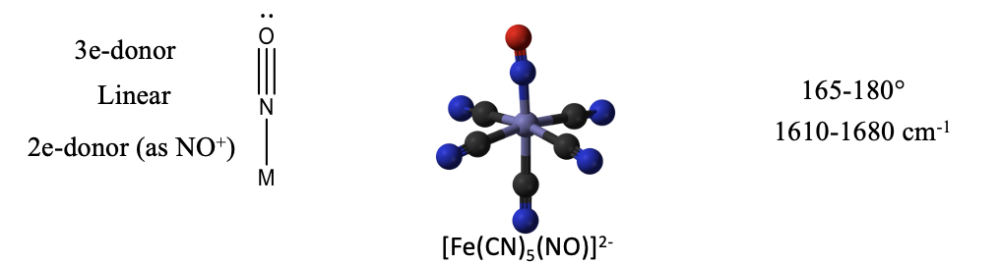 3e-donor
Linear
2e-donor (as NO⁺)
Ö
N
M
[Fe(CN)₅(NO)]²⁻
165-180°
1610-1680 cm⁻¹